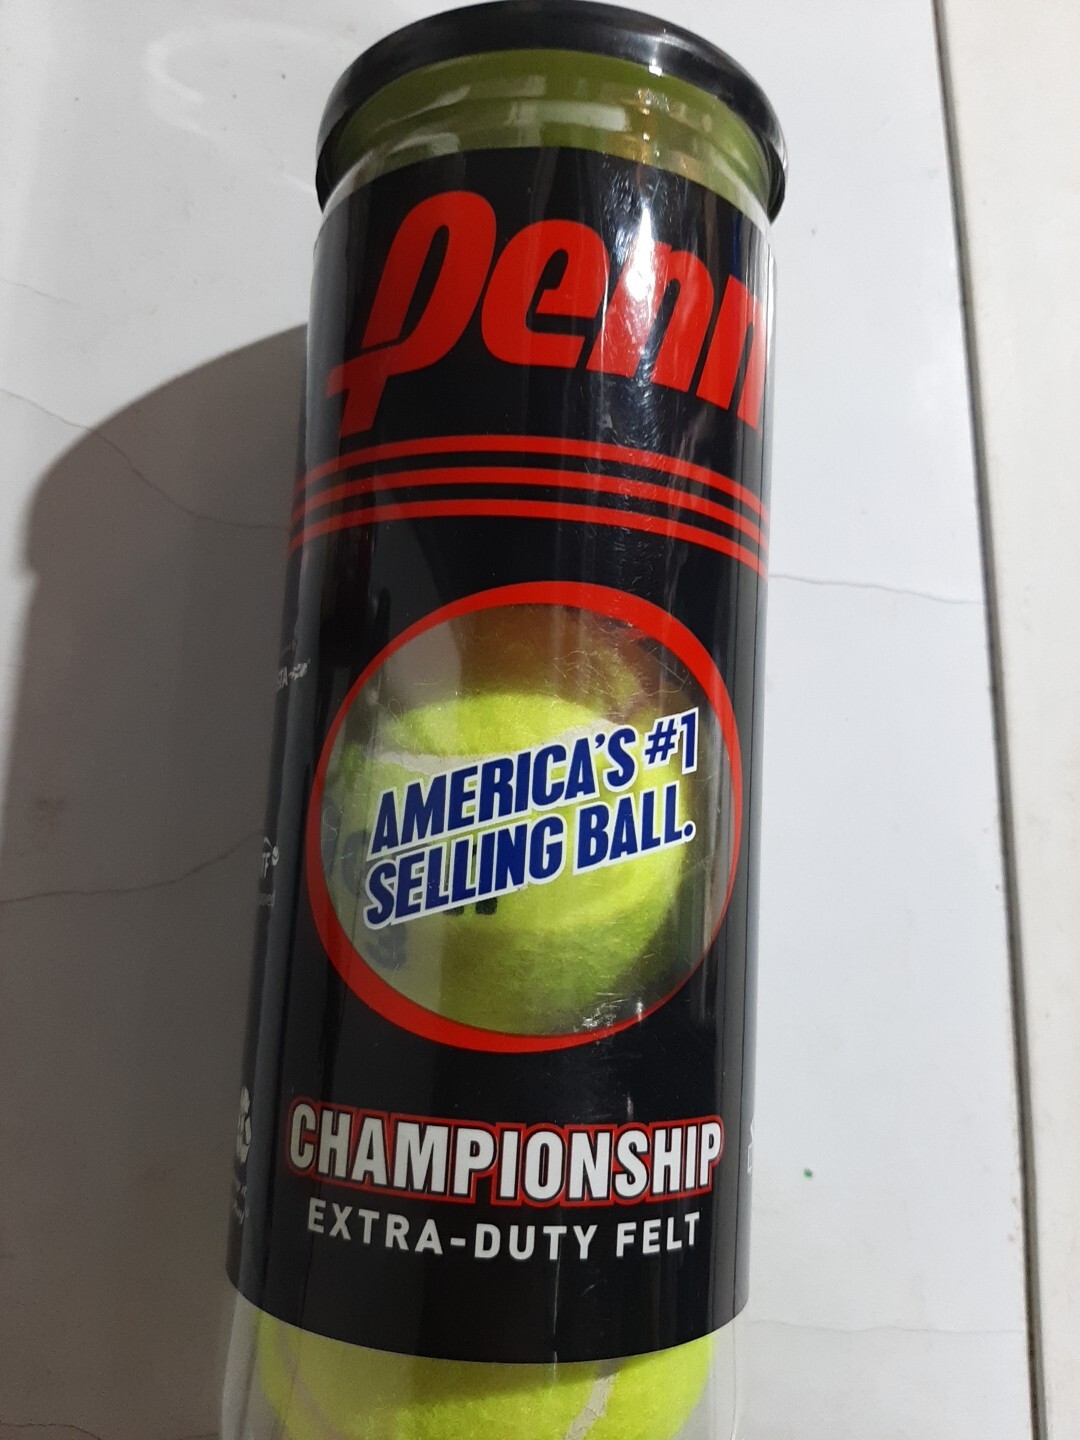 Penn
AMERICA'S #1
SELLING BALL.
CHAMPIONSHIP
EXTRA-DUTY FELT